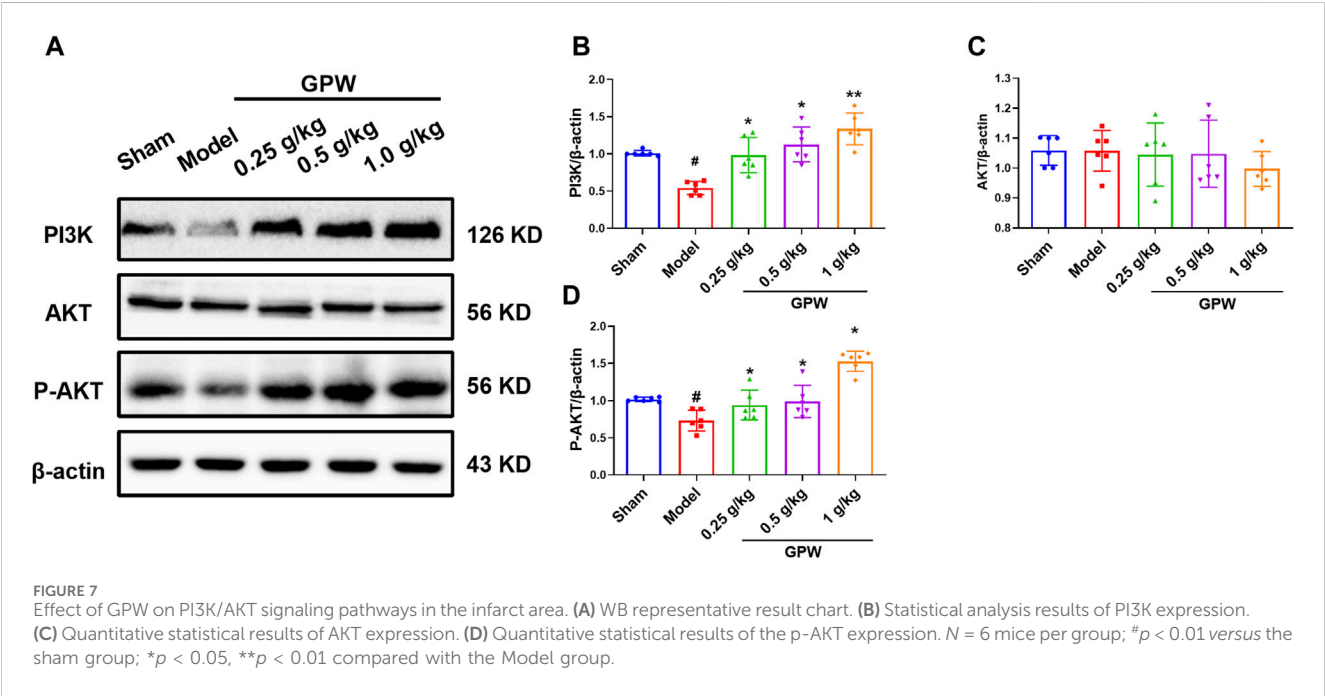 A
GPW
Sham
Model
0.25 g/kg
0.5 g/kg
1.0 g/kg
PI3K
126 KD
AKT
56 KD
P-AKT
56 KD
β-actin
43 KD
B
PI3K/β-actin
2.0
1.5
1.0
0.5
0.0
#
*
*
**
Sham
Model
0.25 g/kg
0.5 g/kg
1 g/kg
GPW
C
AKT/β-actin
1.3
1.2
1.1
1.0
0.9
0.8
Sham
Model
0.25 g/kg
0.5 g/kg
1 g/kg
GPW
D
P-AKT/β-actin
2.0
1.5
1.0
0.5
0.0
#
*
*
*
Sham
Model
0.25 g/kg
0.5 g/kg
1 g/kg
GPW
FIGURE 7
Effect of GPW on PI3K/AKT signaling pathways in the infarct area. (A) WB representative result chart. (B) Statistical analysis results of PI3K expression.
(C) Quantitative statistical results of AKT expression. (D) Quantitative statistical results of the p-AKT expression. N = 6 mice per group; #p < 0.01 versus the
sham group; *p < 0.05, **p < 0.01 compared with the Model group.